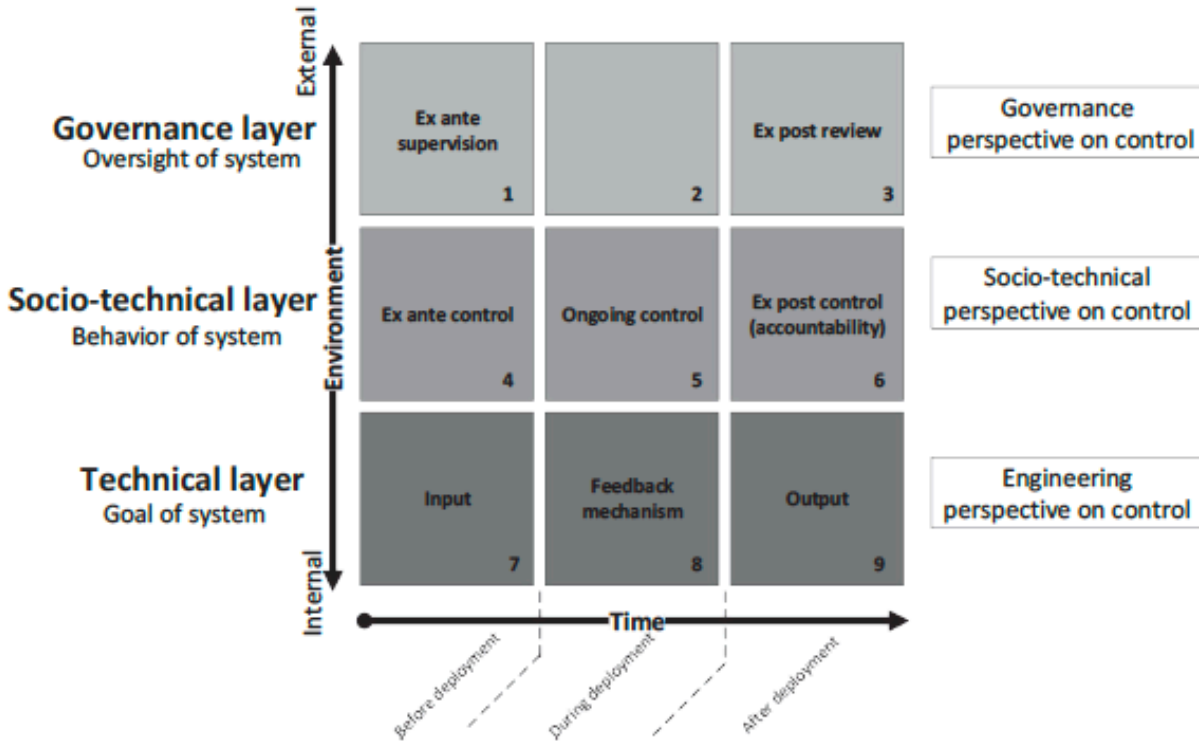 External
Governance layer
Oversight of system
Ex ante
supervision
1
2
Ex post review
3
Governance
perspective on control
Environment
Socio-technical layer
Behavior of system
Ex ante control
4
Ongoing control
5
Ex post control
(accountability)
6
Socio-technical
perspective on control
Technical layer
Goal of system
Input
7
Feedback
mechanism
8
Output
9
Engineering
perspective on control
Internal
Time
Before deployment
During deployment
After deployment